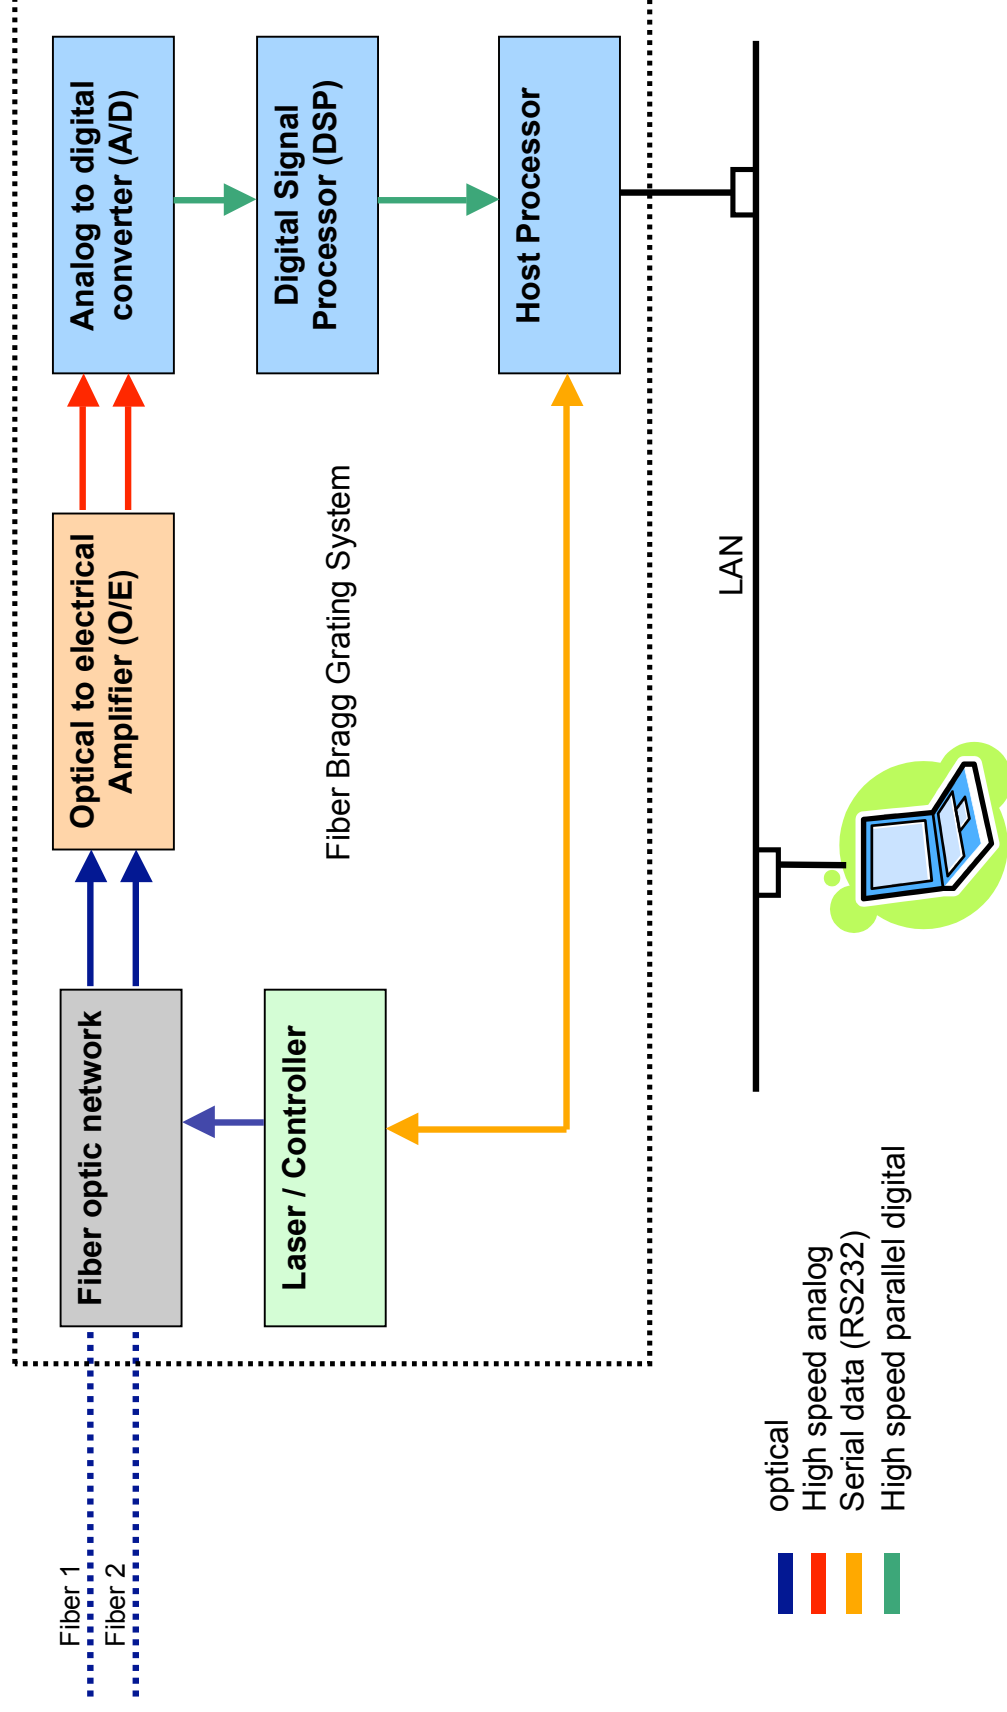 Fiber 1
Fiber 2
Fiber optic network
Optical to electrical
Amplifier (O/E)
Analog to digital
converter (A/D)
Laser / Controller
Digital Signal
Processor (DSP)
Fiber Bragg Grating System
Host Processor
LAN
optical
High speed analog
Serial data (RS232)
High speed parallel digital